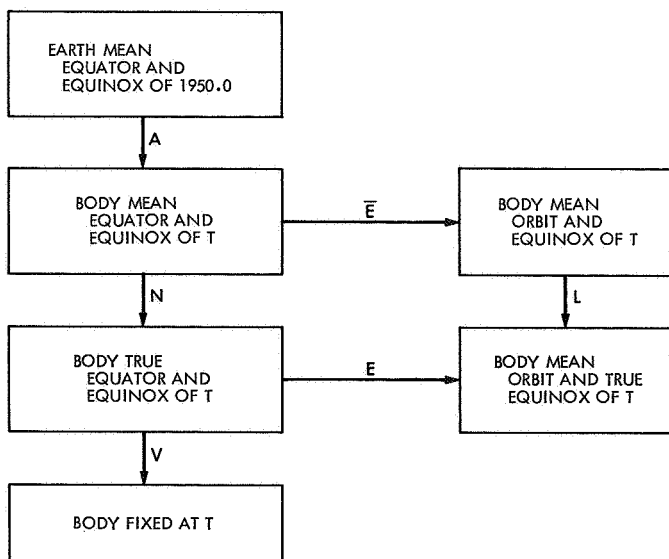 EARTH MEAN
EQUATOR AND
EQUINOX OF 1950.0
A
BODY MEAN
EQUATOR AND
EQUINOX OF T
E̅
BODY MEAN
ORBIT AND
EQUINOX OF T
N
L
BODY TRUE
EQUATOR AND
EQUINOX OF T
E
BODY MEAN
ORBIT AND TRUE
EQUINOX OF T
V
BODY FIXED AT T